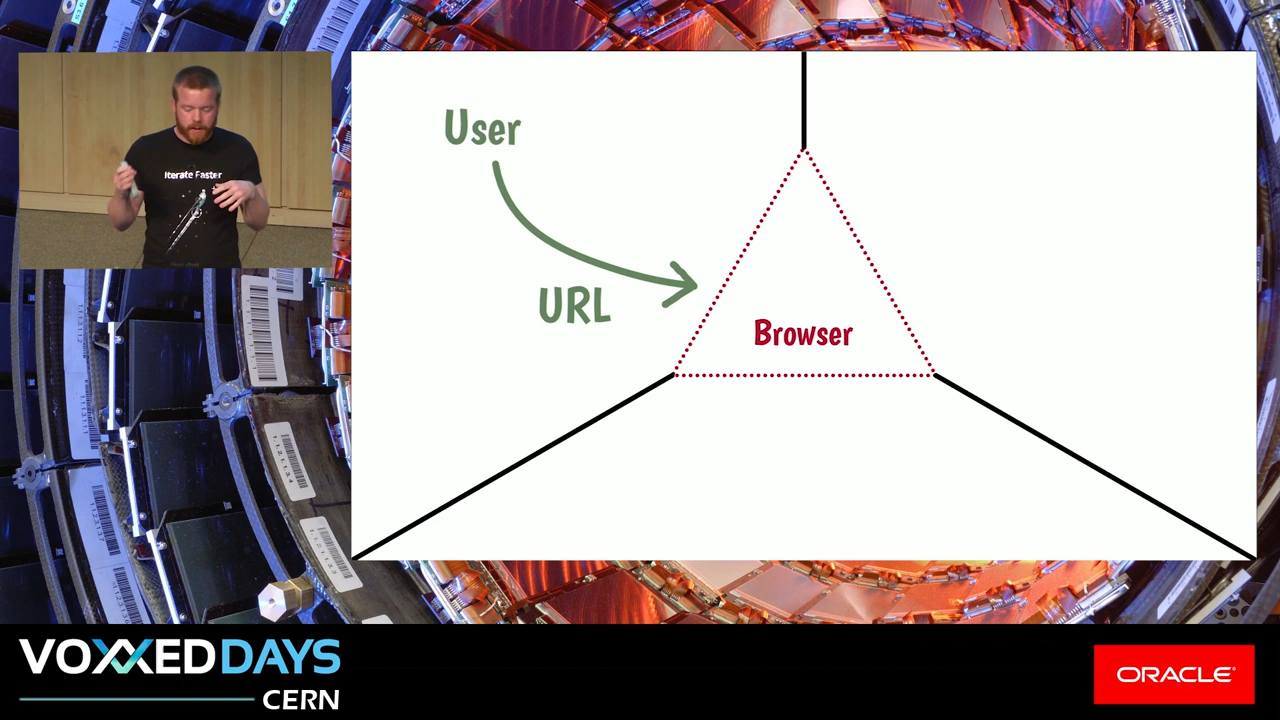 Iterate Faster
User
URL
Browser
VOXXED DAYS
CERN
ORACLE